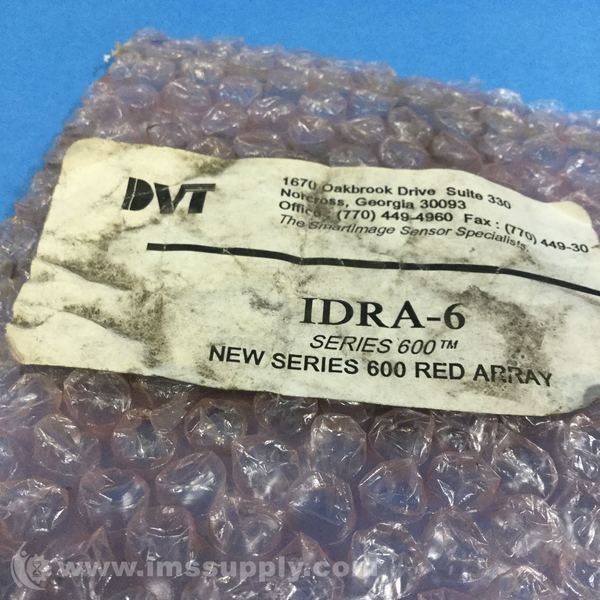 DVT
1670 Oakbrook Drive Suite 330
Norcross, Georgia 30093
Office: (770) 449-4960 Fax : (770) 449-30
The SmartImage Sensor Specialists.
IDRA-6
SERIES 600™
NEW SERIES 600 RED ARRAY
www.imssupply.com